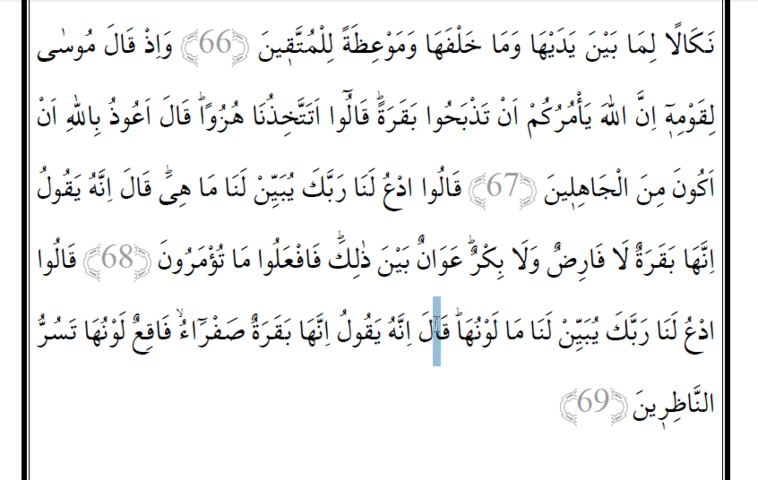 نَكَالًا لِمَا بَيْنَ يَدَيْهَا وَمَا خَلْفَهَا وَمَوْعِظَةً لِلْمُتَّقٖينَ ﴿66﴾ وَاِذْ قَالَ مُوسٰى
لِقَوْمِهٖٓ اِنَّ اللّٰهَ يَأْمُرُكُمْ اَنْ تَذْبَحُوا بَقَرَةًؕ قَالُٓوا اَتَتَّخِذُنَا هُزُوًاؕ قَالَ اَعُوذُ بِاللّٰهِ اَنْ
اَكُونَ مِنَ الْجَاهِلٖينَ ﴿67﴾ قَالُوا ادْعُ لَنَا رَبَّكَ يُبَيِّنْ لَنَا مَا هِىَؕ قَالَ اِنَّهُ يَقُولُ
اِنَّهَا بَقَرَةٌ لَا فَارِضٌ وَلَا بِكْرٌؕ عَوَانٌ بَيْنَ ذٰلِكَؕ فَافْعَلُوا مَا تُؤْمَرُونَ ﴿68﴾ قَالُوا
ادْعُ لَنَا رَبَّكَ يُبَيِّنْ لَنَا مَا لَوْنُهَاؕ قَالَ اِنَّهُ يَقُولُ اِنَّهَا بَقَرَةٌ صَفْرَٓاءُۙ فَاقِعٌ لَوْنُهَا تَسُرُّ
النَّاظِرٖينَ ﴿69﴾